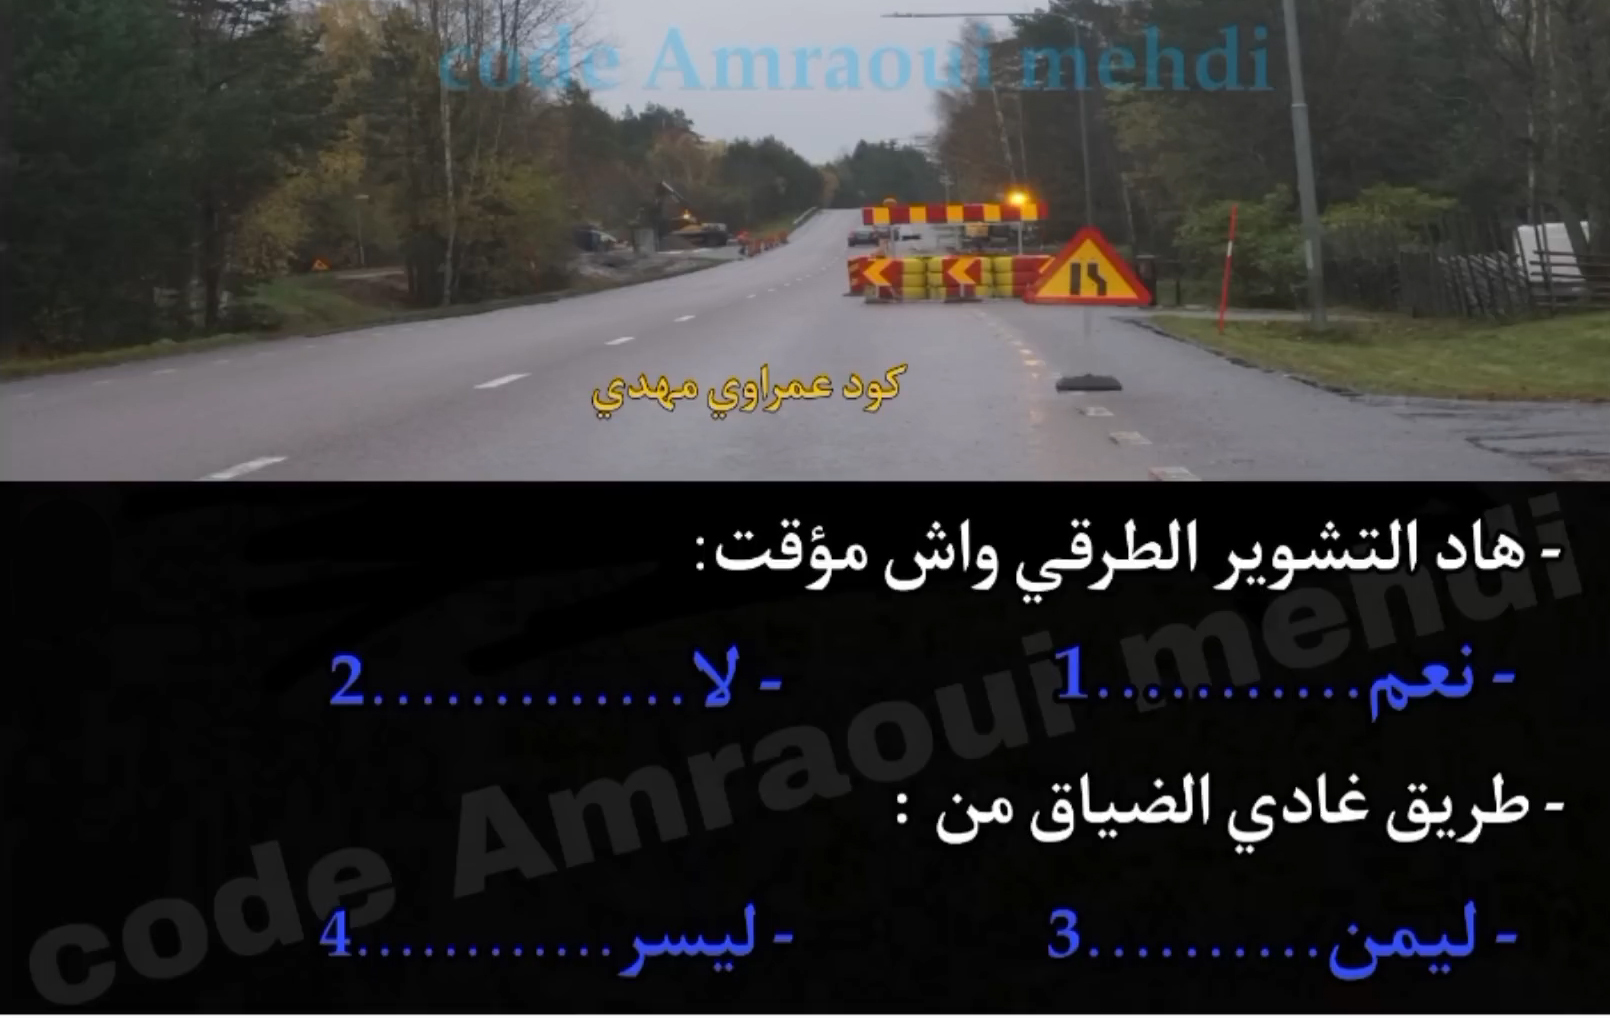 code Amraoui mehdi
كود عمراوي مهدي
- هاد التشوير الطرقي واش مؤقت:
- نعم...........1 - لا.............2
- طريق غادي الضياق من :
- ليمن..........3 - ليسر............4
code Amraoui mehdi